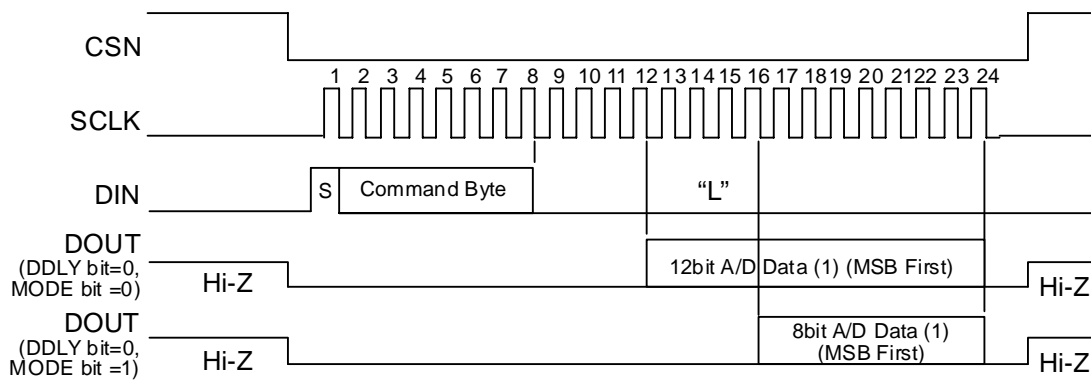 CSN
1 2 3 4 5 6 7 8 9 10 11 12 13 14 15 16 17 18 19 20 21 22 23 24
SCLK
DIN S Command Byte “L”
DOUT
(DDLY bit=0,
MODE bit =0)
Hi-Z 12bit A/D Data (1) (MSB First) Hi-Z
DOUT
(DDLY bit=0,
MODE bit =1)
Hi-Z 8bit A/D Data (1)
(MSB First) Hi-Z